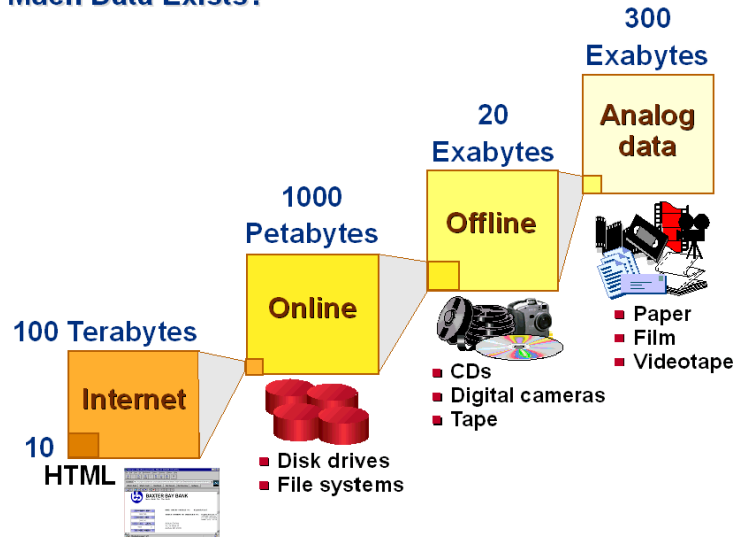 Much Data Exists?
300
Exabytes
Analog
data
Paper
Film
Videotape
20
Exabytes
Offline
CDs
Digital cameras
Tape
1000
Petabytes
Online
Disk drives
File systems
100 Terabytes
Internet
10
HTML
BAXTER BAY BANK